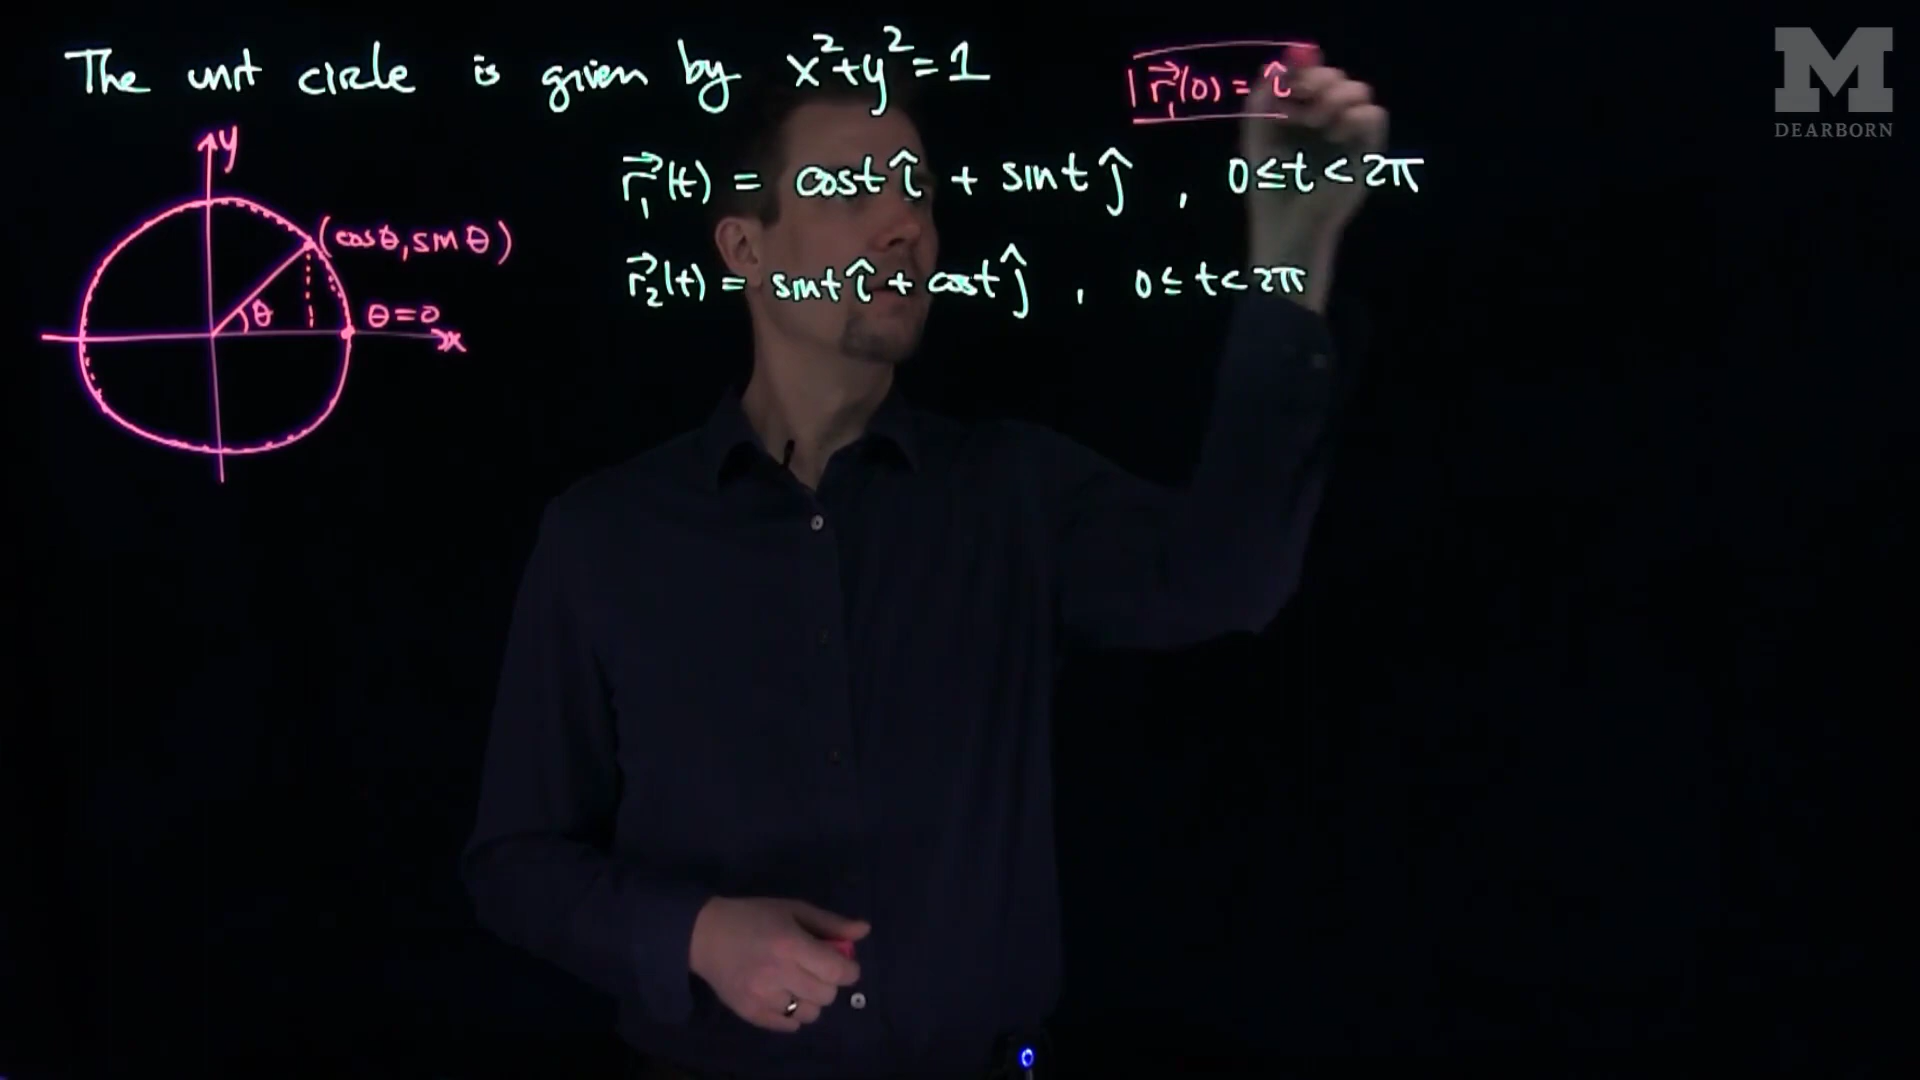 The unit circle is given by x²+y²=1
r⃗₁(0) = î
M
DEARBORN
y
r⃗₁(t) = cost î + sint ĵ , 0≤t<2π
(cosθ, sinθ)
r⃗₂(t) = sint î + cost ĵ , 0≤t<2π
θ
θ=0
x